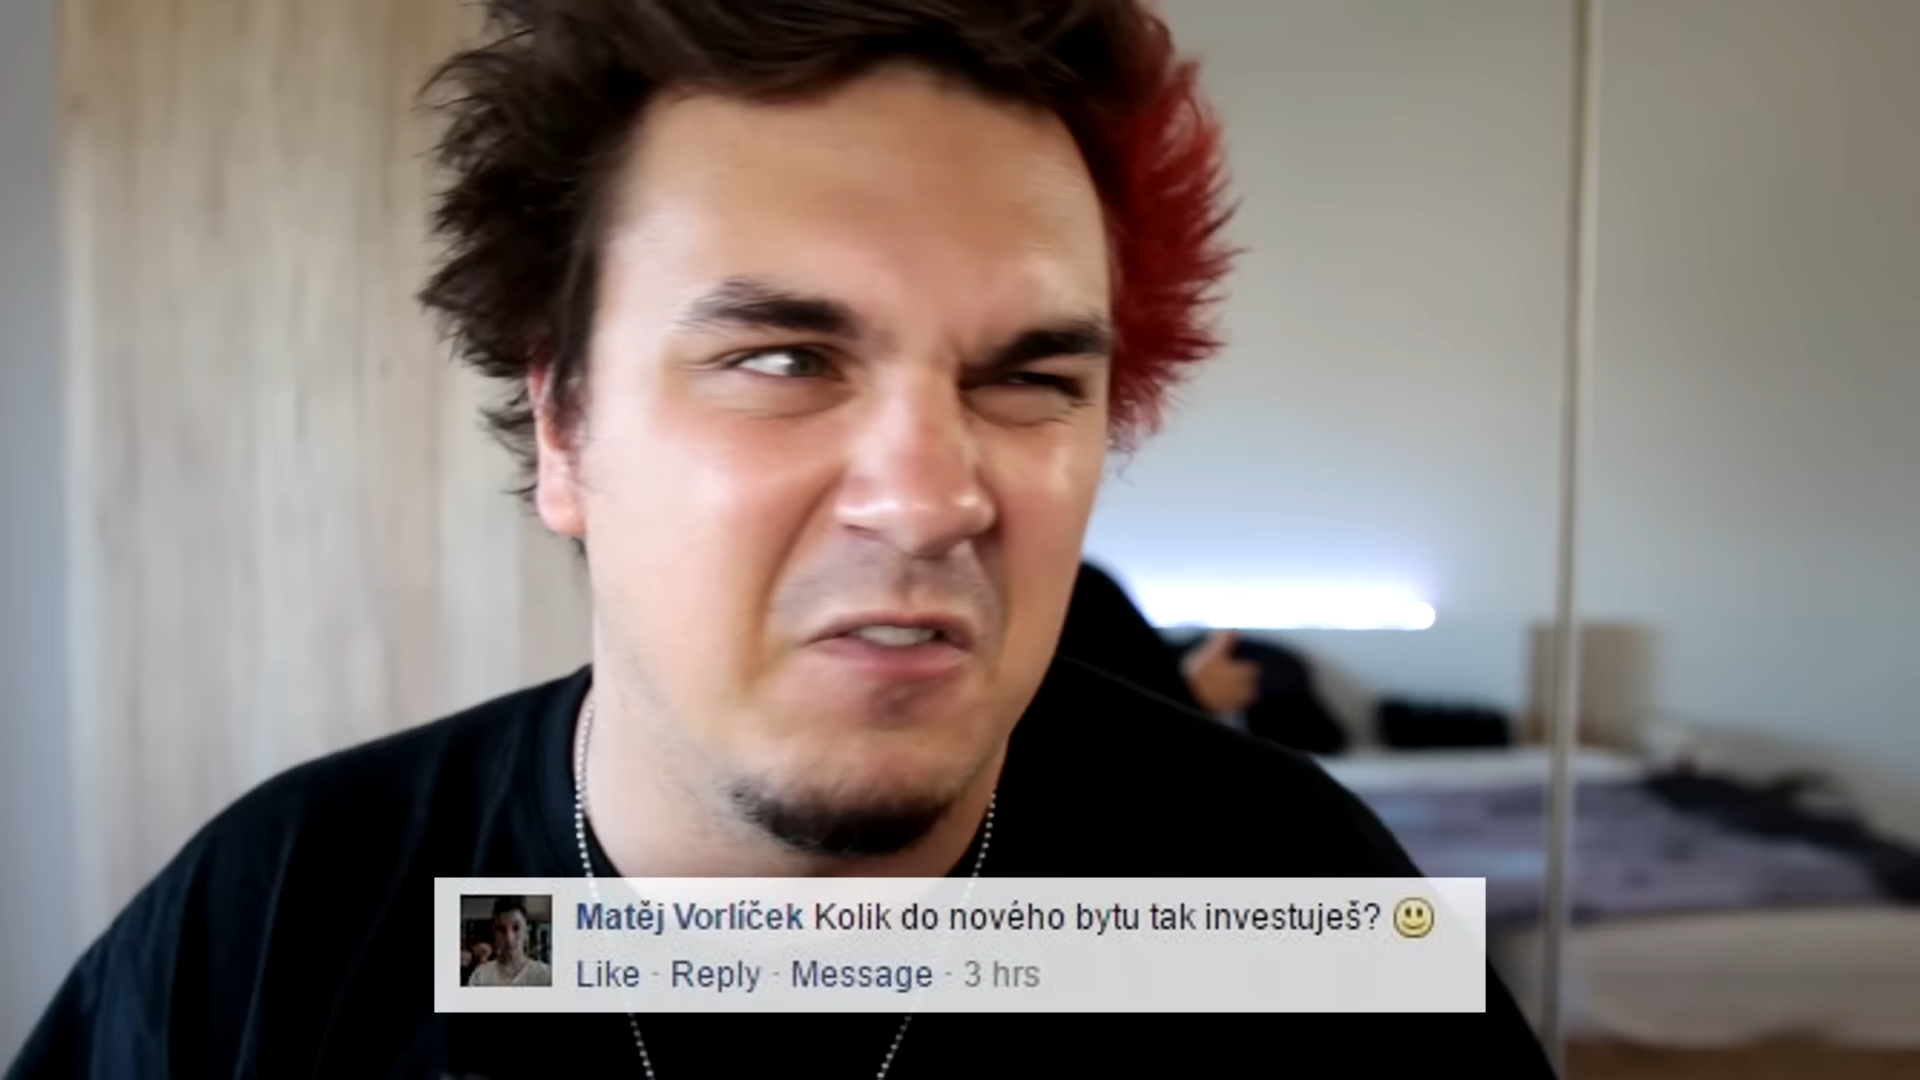 Matěj Vorlíček Kolik do nového bytu tak investuješ? 🙂
Like · Reply · Message · 3 hrs